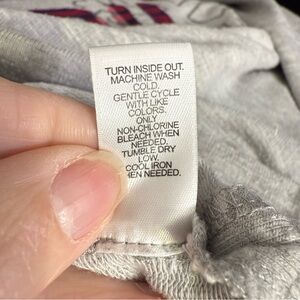 TURN INSIDE OUT.
MACHINE WASH
COLD.
GENTLE CYCLE
WITH LIKE
COLORS.
ONLY
NON-CHLORINE
BLEACH WHEN
NEEDED.
TUMBLE DRY
LOW.
COOL IRON
EN NEEDED.